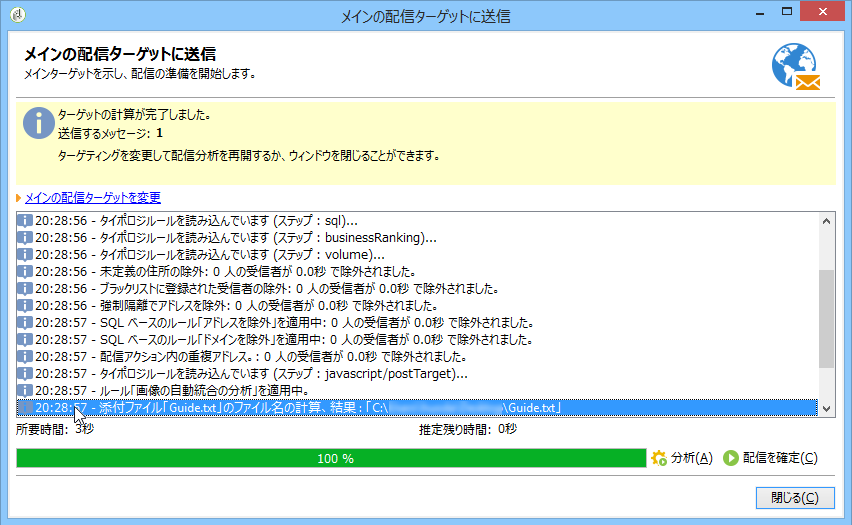 メインの配信ターゲットに送信
メインの配信ターゲットに送信
メインターゲットを示し、配信の準備を開始します。
ターゲットの計算が完了しました。
送信するメッセージ: 1
ターゲティングを変更して配信分析を再開するか、ウィンドウを閉じることができます。
メインの配信ターゲットを変更
20:28:56 - タイポロジルールを読み込んでいます (ステップ : sql)...
20:28:56 - タイポロジルールを読み込んでいます (ステップ : businessRanking)...
20:28:56 - タイポロジルールを読み込んでいます (ステップ : volume)...
20:28:56 - 未定義の住所の除外: 0 人の受信者が 0.0秒 で除外されました。
20:28:56 - ブラックリストに登録された受信者の除外: 0 人の受信者が 0.0秒 で除外されました。
20:28:56 - 強制隔離でアドレスを除外: 0 人の受信者が 0.0秒 で除外されました。
20:28:57 - SQL ベースのルール「アドレスを除外」を適用中: 0 人の受信者が 0.0秒 で除外されました。
20:28:57 - SQL ベースのルール「ドメインを除外」を適用中: 0 人の受信者が 0.0秒 で除外されました。
20:28:57 - 配信アクション内の重複アドレス。: 0 人の受信者が 0.0秒 で除外されました。
20:28:57 - タイポロジルールを読み込んでいます (ステップ : javascript/postTarget)...
20:28:57 - ルール「画像の自動統合の分析」を適用中。
20:28:57 - 添付ファイル「Guide.txt」のファイル名の計算、結果 : 「C:\ \Guide.txt」
所要時間: 3秒 推定残り時間: 0秒
100 % 分析(A) 配信を確定(C)
閉じる(C)